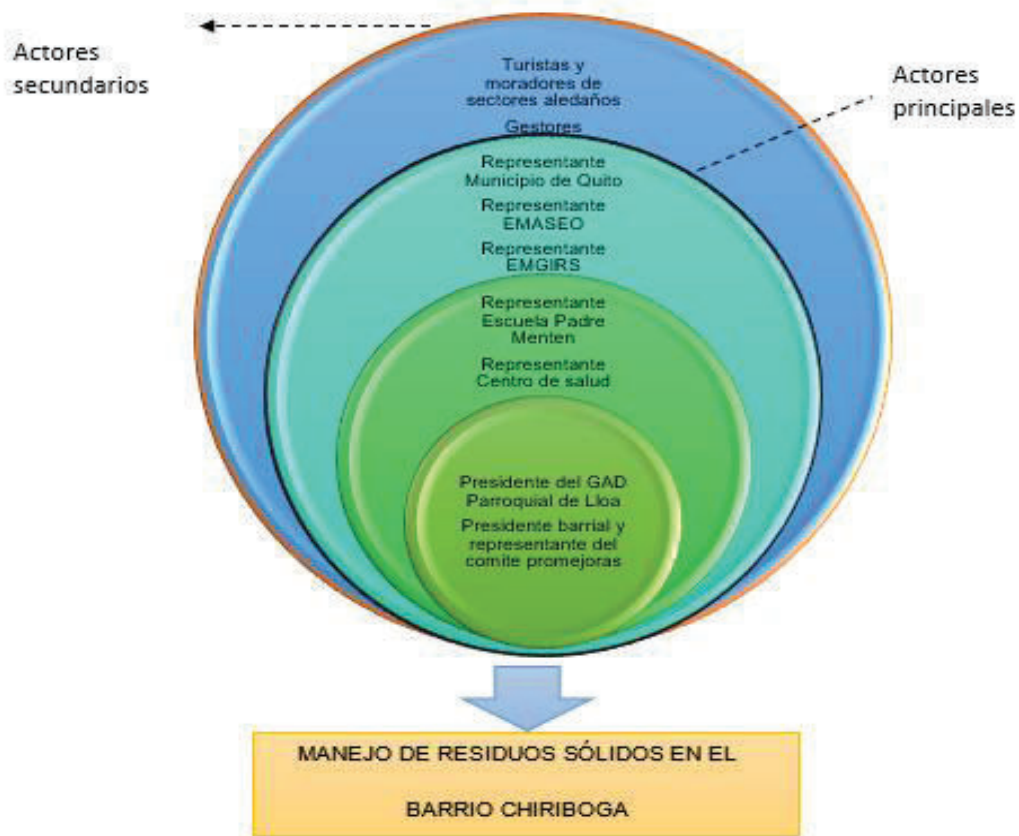 Actores
secundarios
Actores
principales
Turistas y
moradores de
sectores aledaños
Gestores
Representante
Municipio de Quito
Representante
EMASEO
Representante
EMGIRS
Representante
Escuela Padre
Menten
Representante
Centro de salud
Presidente del GAD
Parroquial de Lloa
Presidente barrial y
representante del
comite promejoras
MANEJO DE RESIDUOS SÓLIDOS EN EL
BARRIO CHIRIBOGA